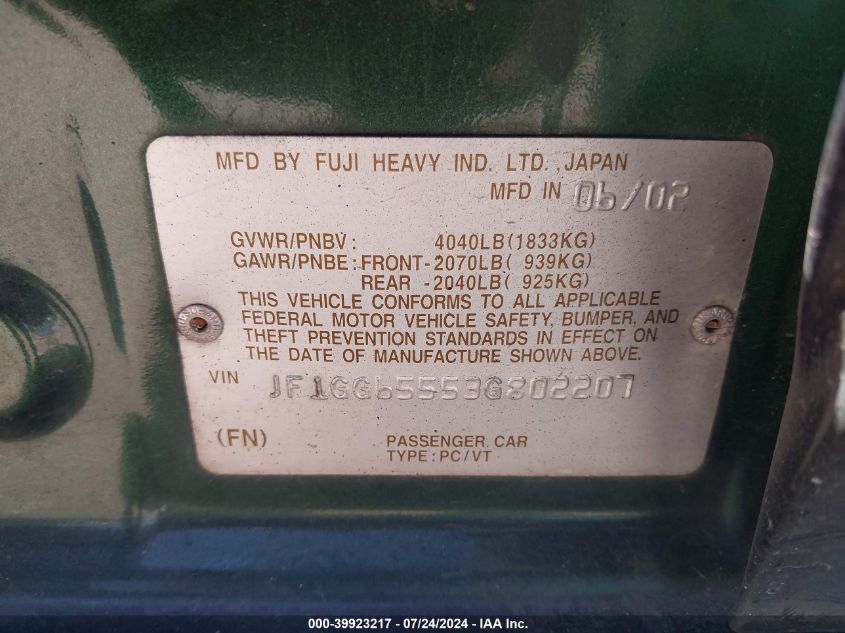 MFD BY FUJI HEAVY IND. LTD., JAPAN
MFD IN 06/02
GVWR/PNBV: 4040LB(1833KG)
GAWR/PNBE: FRONT-2070LB( 939KG)
REAR -2040LB( 925KG)
THIS VEHICLE CONFORMS TO ALL APPLICABLE
FEDERAL MOTOR VEHICLE SAFETY, BUMPER, AND
THEFT PREVENTION STANDARDS IN EFFECT ON
THE DATE OF MANUFACTURE SHOWN ABOVE.
VIN JF1GG65553G802207
(FN) PASSENGER CAR
TYPE: PC/VT
000-39923217 - 07/24/2024 - IAA Inc.